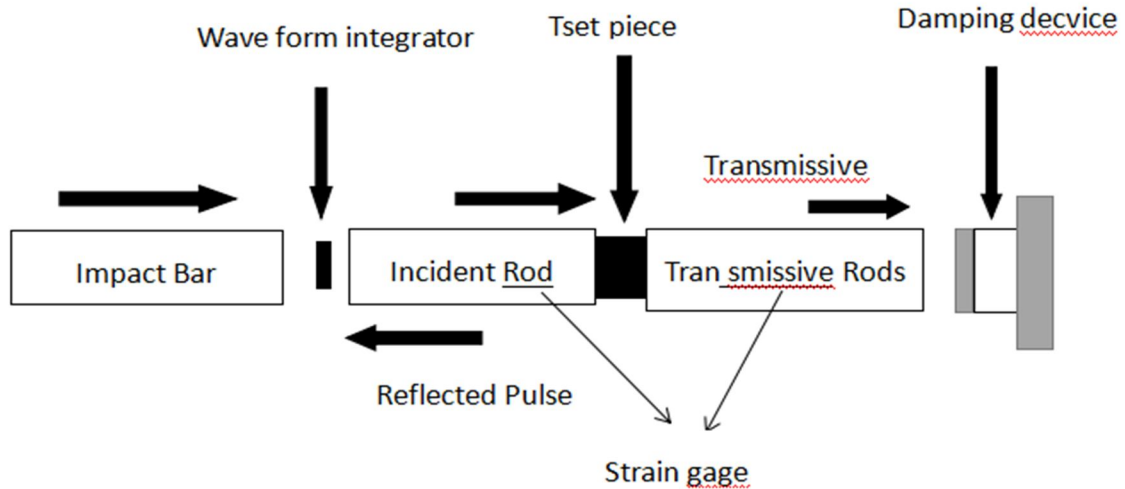 Wave form integrator
Tset piece
Damping decvice
Transmissive
Impact Bar
Incident Rod
Tran smissive Rods
Reflected Pulse
Strain gage